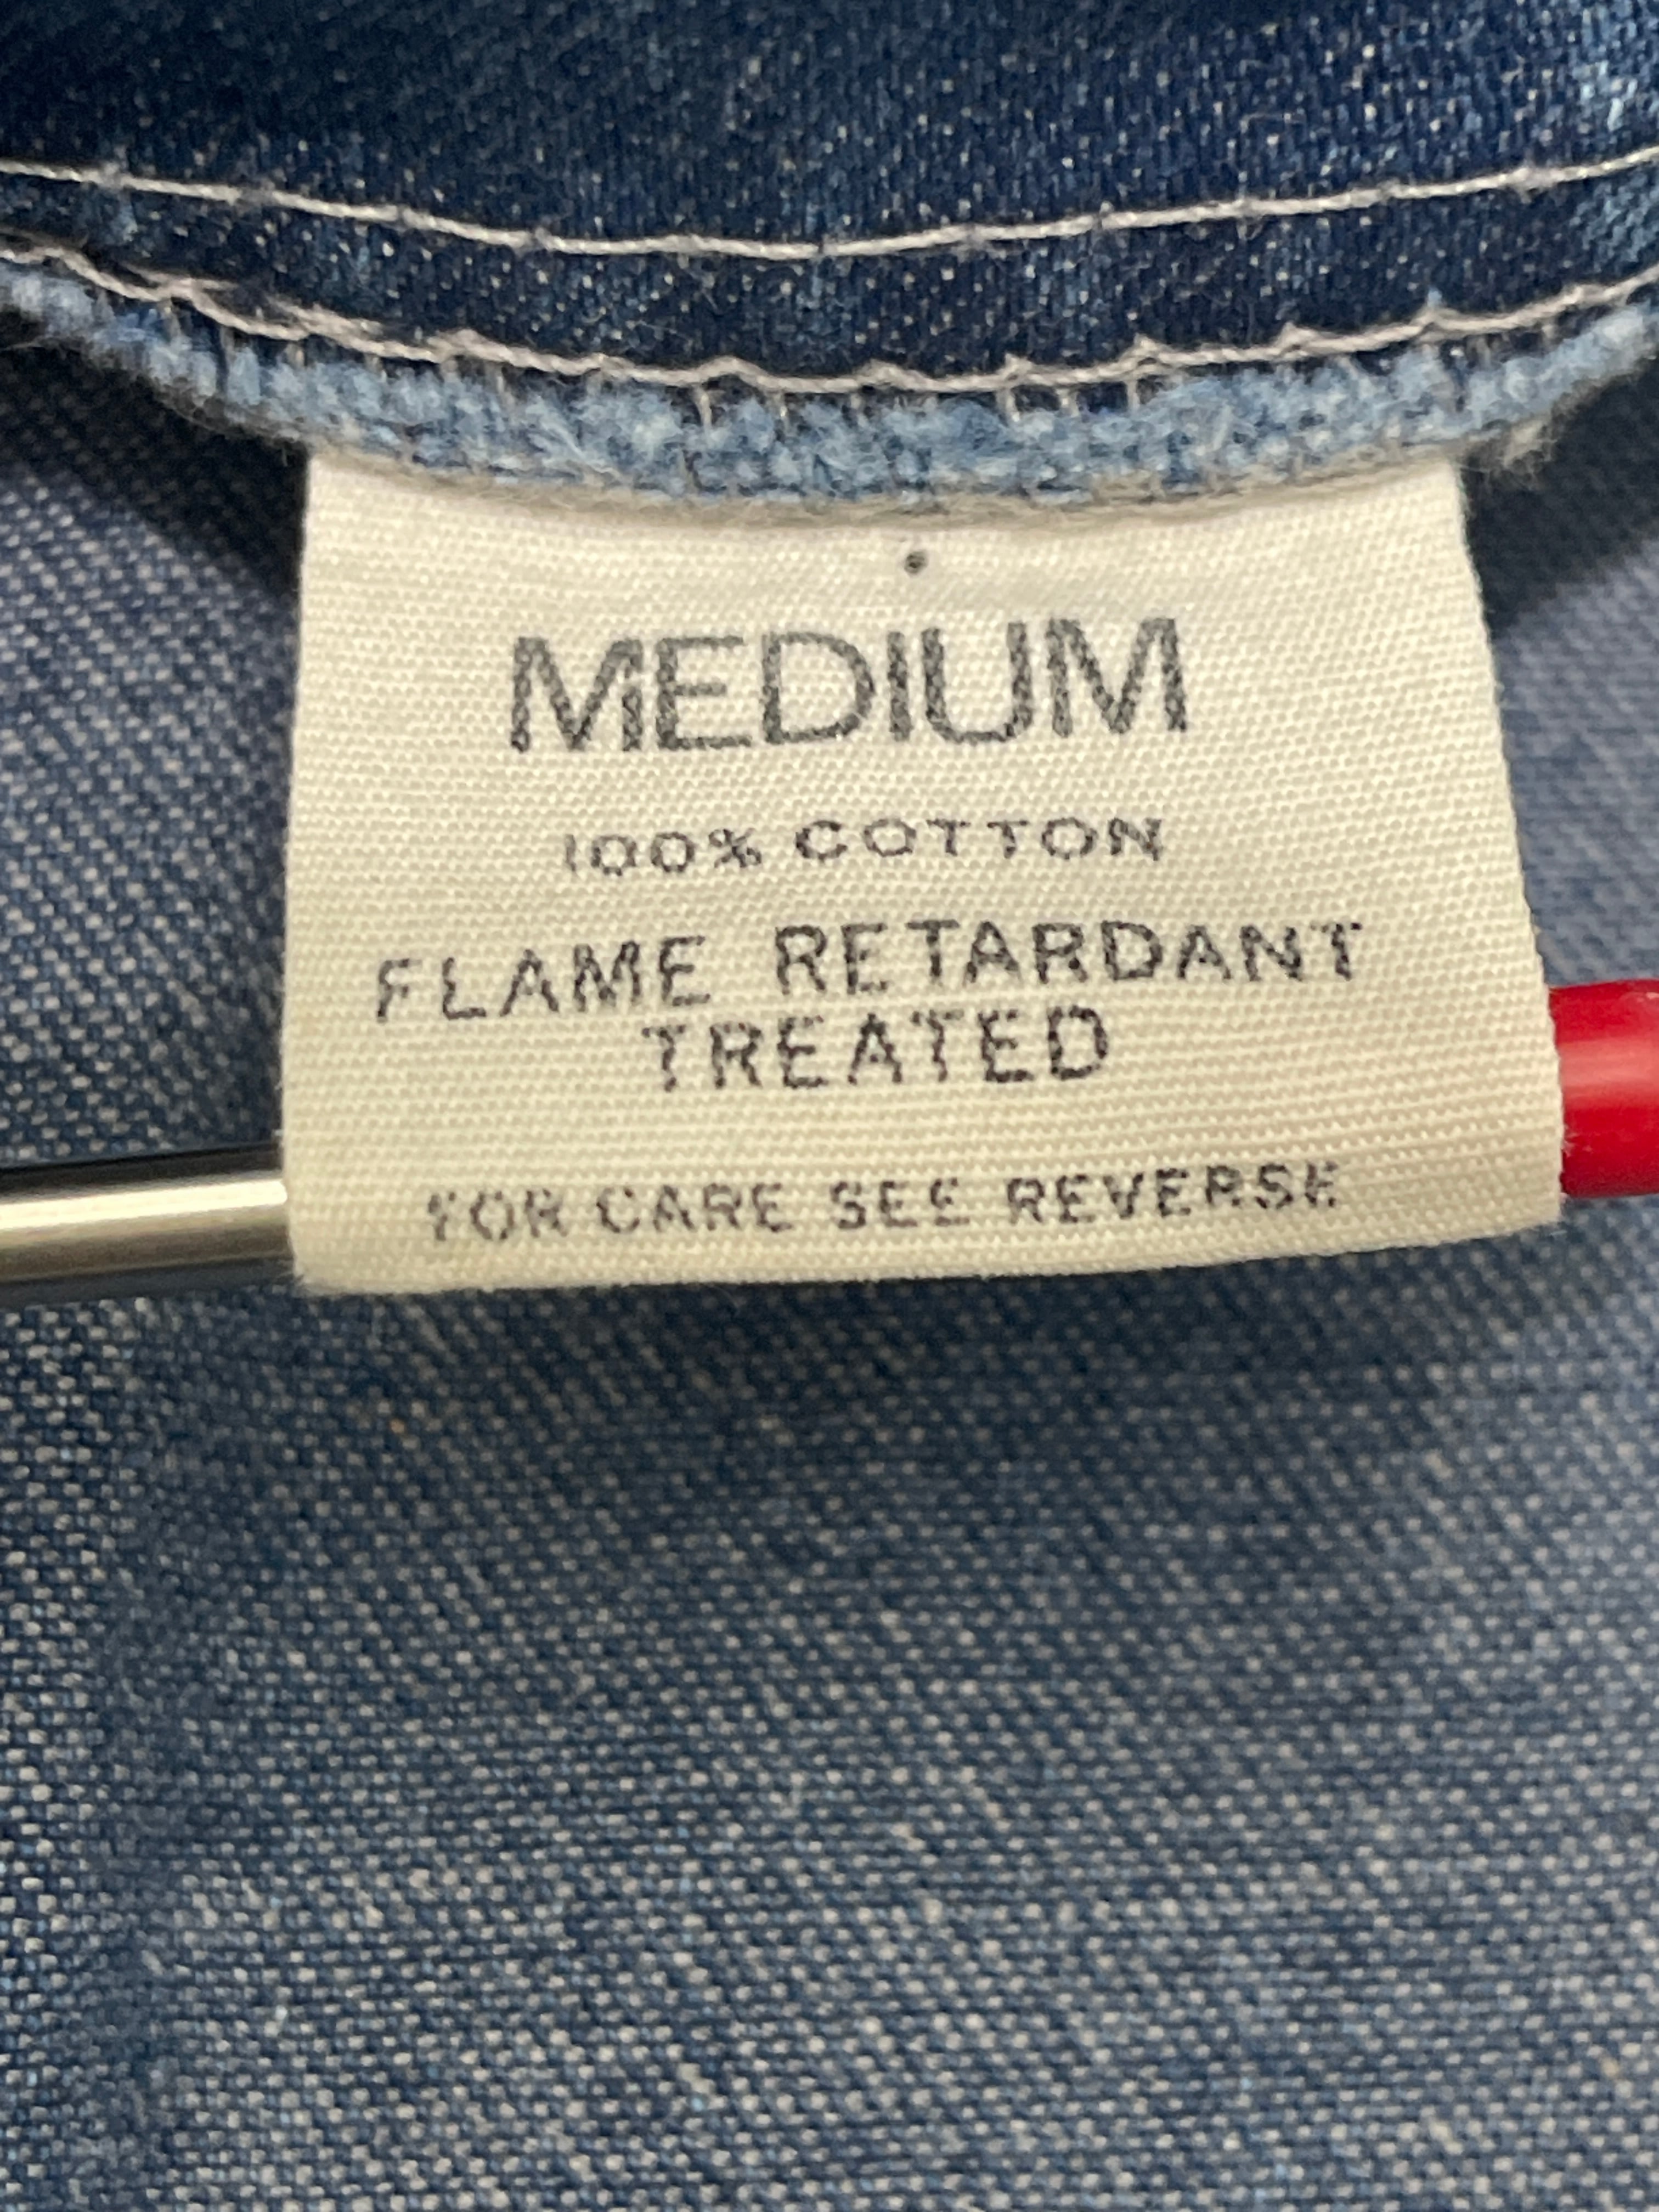 MEDIUM
100% COTTON
FLAME RETARDANT
TREATED
FOR CARE SEE REVERSE